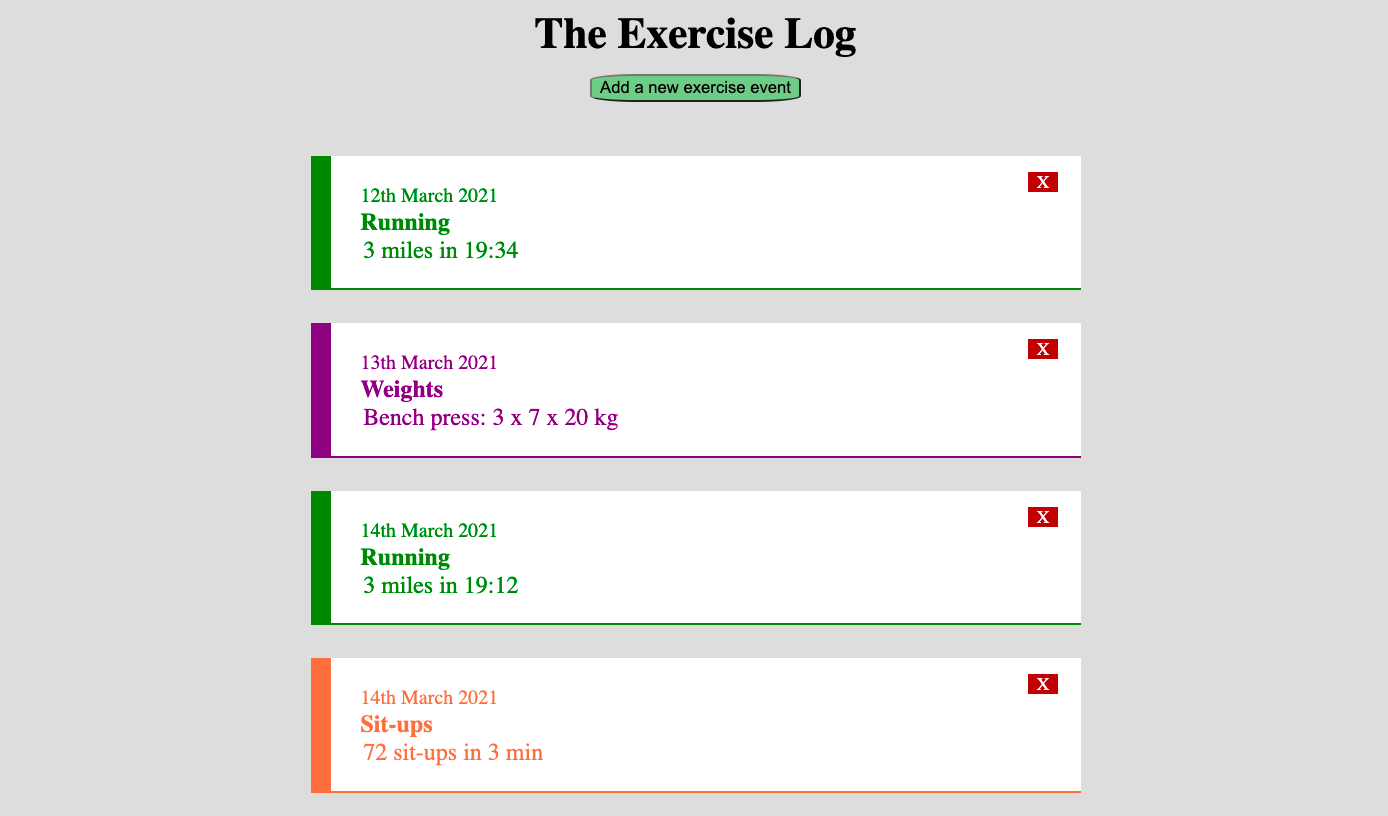 The Exercise Log
Add a new exercise event
X
12th March 2021
Running
3 miles in 19:34
X
13th March 2021
Weights
Bench press: 3 x 7 x 20 kg
X
14th March 2021
Running
3 miles in 19:12
X
14th March 2021
Sit-ups
72 sit-ups in 3 min